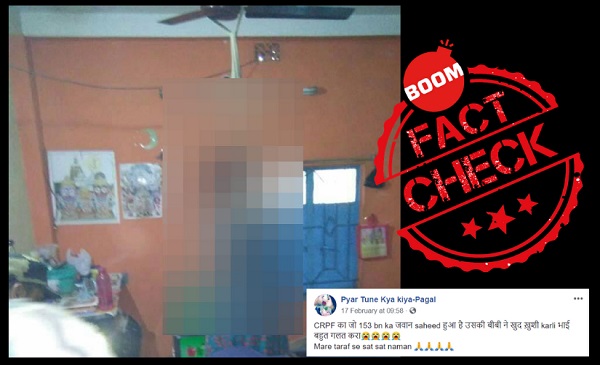 BOOM
FACT
CHECK
Pyar Tune Kya kiya-Pagal
17 February at 09:58
CRPF का जो 153 bn ka जवान saheed हुआ है उसकी बीबी ने खुद ख़ुशी karli भाई
बहुत गलत करा😭😭😭😭
Mare taraf se sat sat naman 🙏🙏🙏🙏